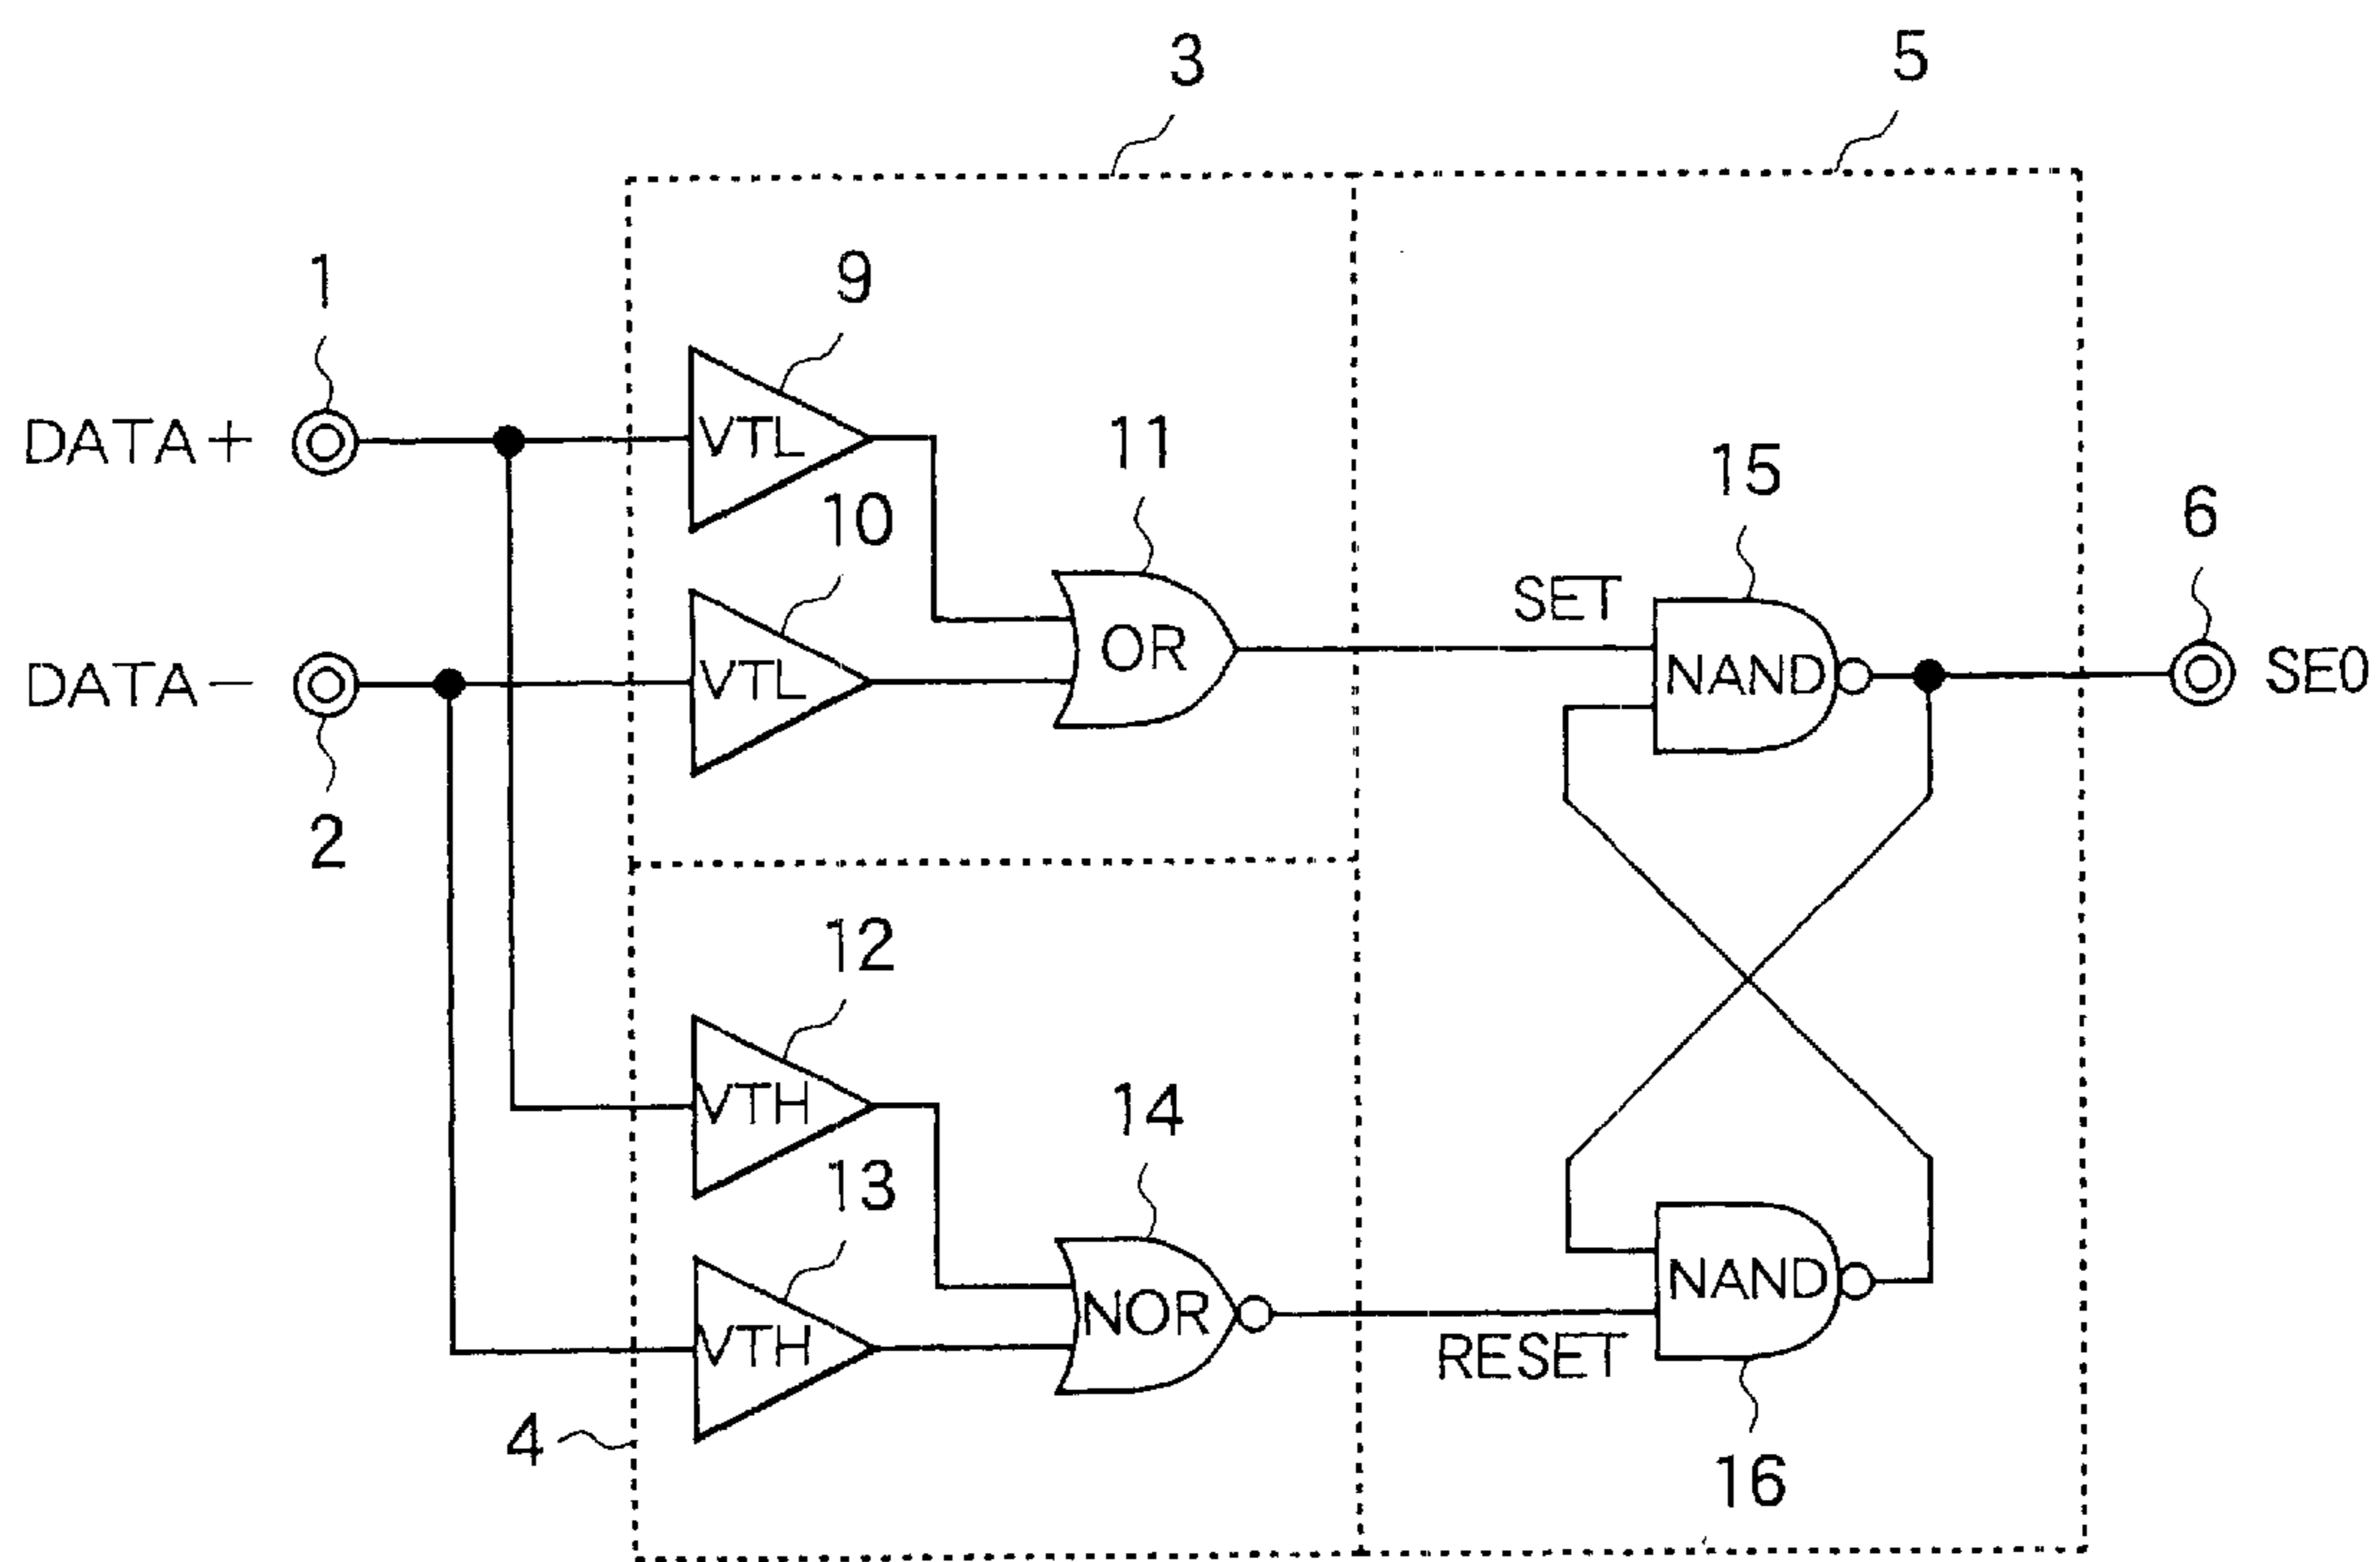 3
5
1
9
DATA+
VTL
11
10
15
6
SET
OR
NAND
SE0
DATA−
VTL
2
12
VTH
14
13
NAND
NOR
VTH
RESET
4
16